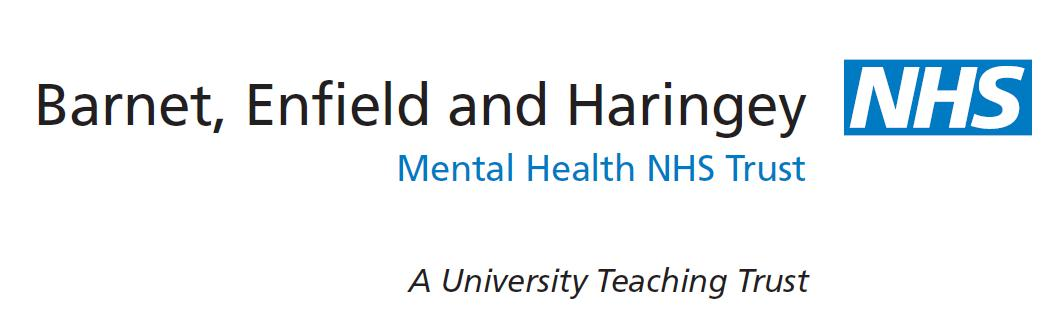 Barnet, Enfield and Haringey NHS
Mental Health NHS Trust
A University Teaching Trust